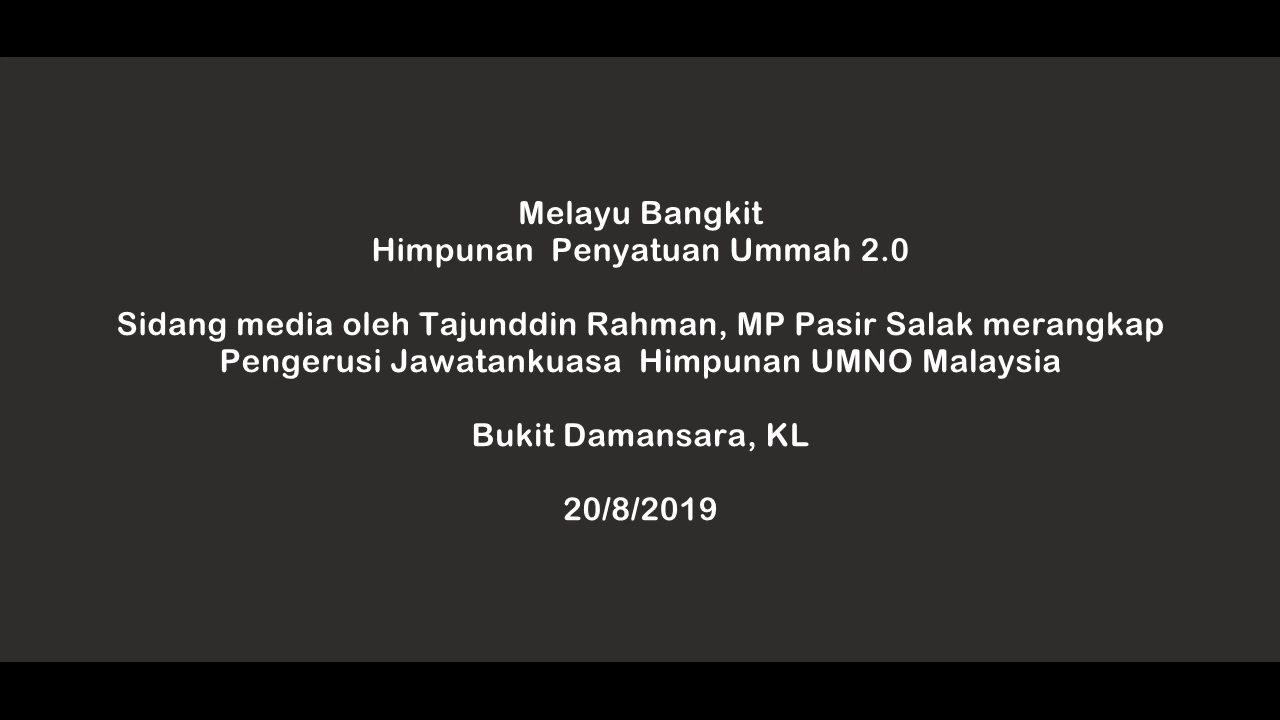 Melayu Bangkit
Himpunan  Penyatuan Ummah 2.0
Sidang media oleh Tajunddin Rahman, MP Pasir Salak merangkap
Pengerusi Jawatankuasa  Himpunan UMNO Malaysia
Bukit Damansara, KL
20/8/2019